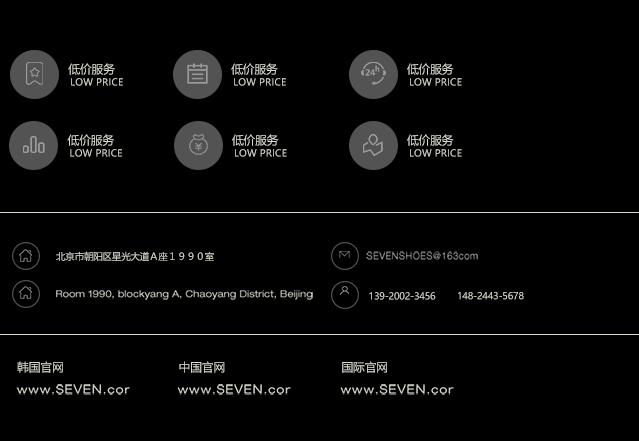 低价服务 低价服务 24h 低价服务
LOW PRICE LOW PRICE LOW PRICE
低价服务 ¥ 低价服务 低价服务
LOW PRICE LOW PRICE LOW PRICE
北京市朝阳区星光大道A座1990室 SEVENSHOES@163com
Room 1990, blockyang A, Chaoyang District, Beijing 139-2002-3456 148-2443-5678
韩国官网 中国官网 国际官网
www.SEVEN.cor www.SEVEN.cor www.SEVEN.cor